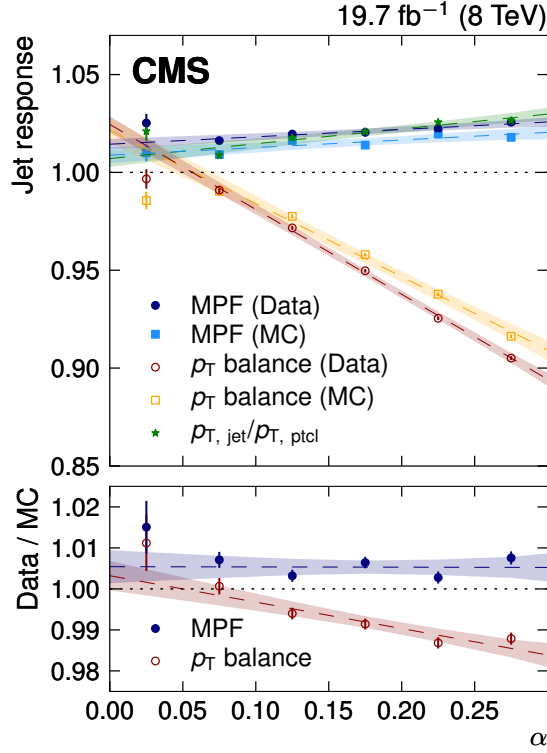 19.7 fb⁻¹ (8 TeV)
CMS
Jet response
1.05
1.00
0.95
0.90
0.85
MPF (Data)
MPF (MC)
pT balance (Data)
pT balance (MC)
pT, jet/pT, ptcl
Data / MC
1.02
1.01
1.00
0.99
0.98
MPF
pT balance
0.00 0.05 0.10 0.15 0.20 0.25
α